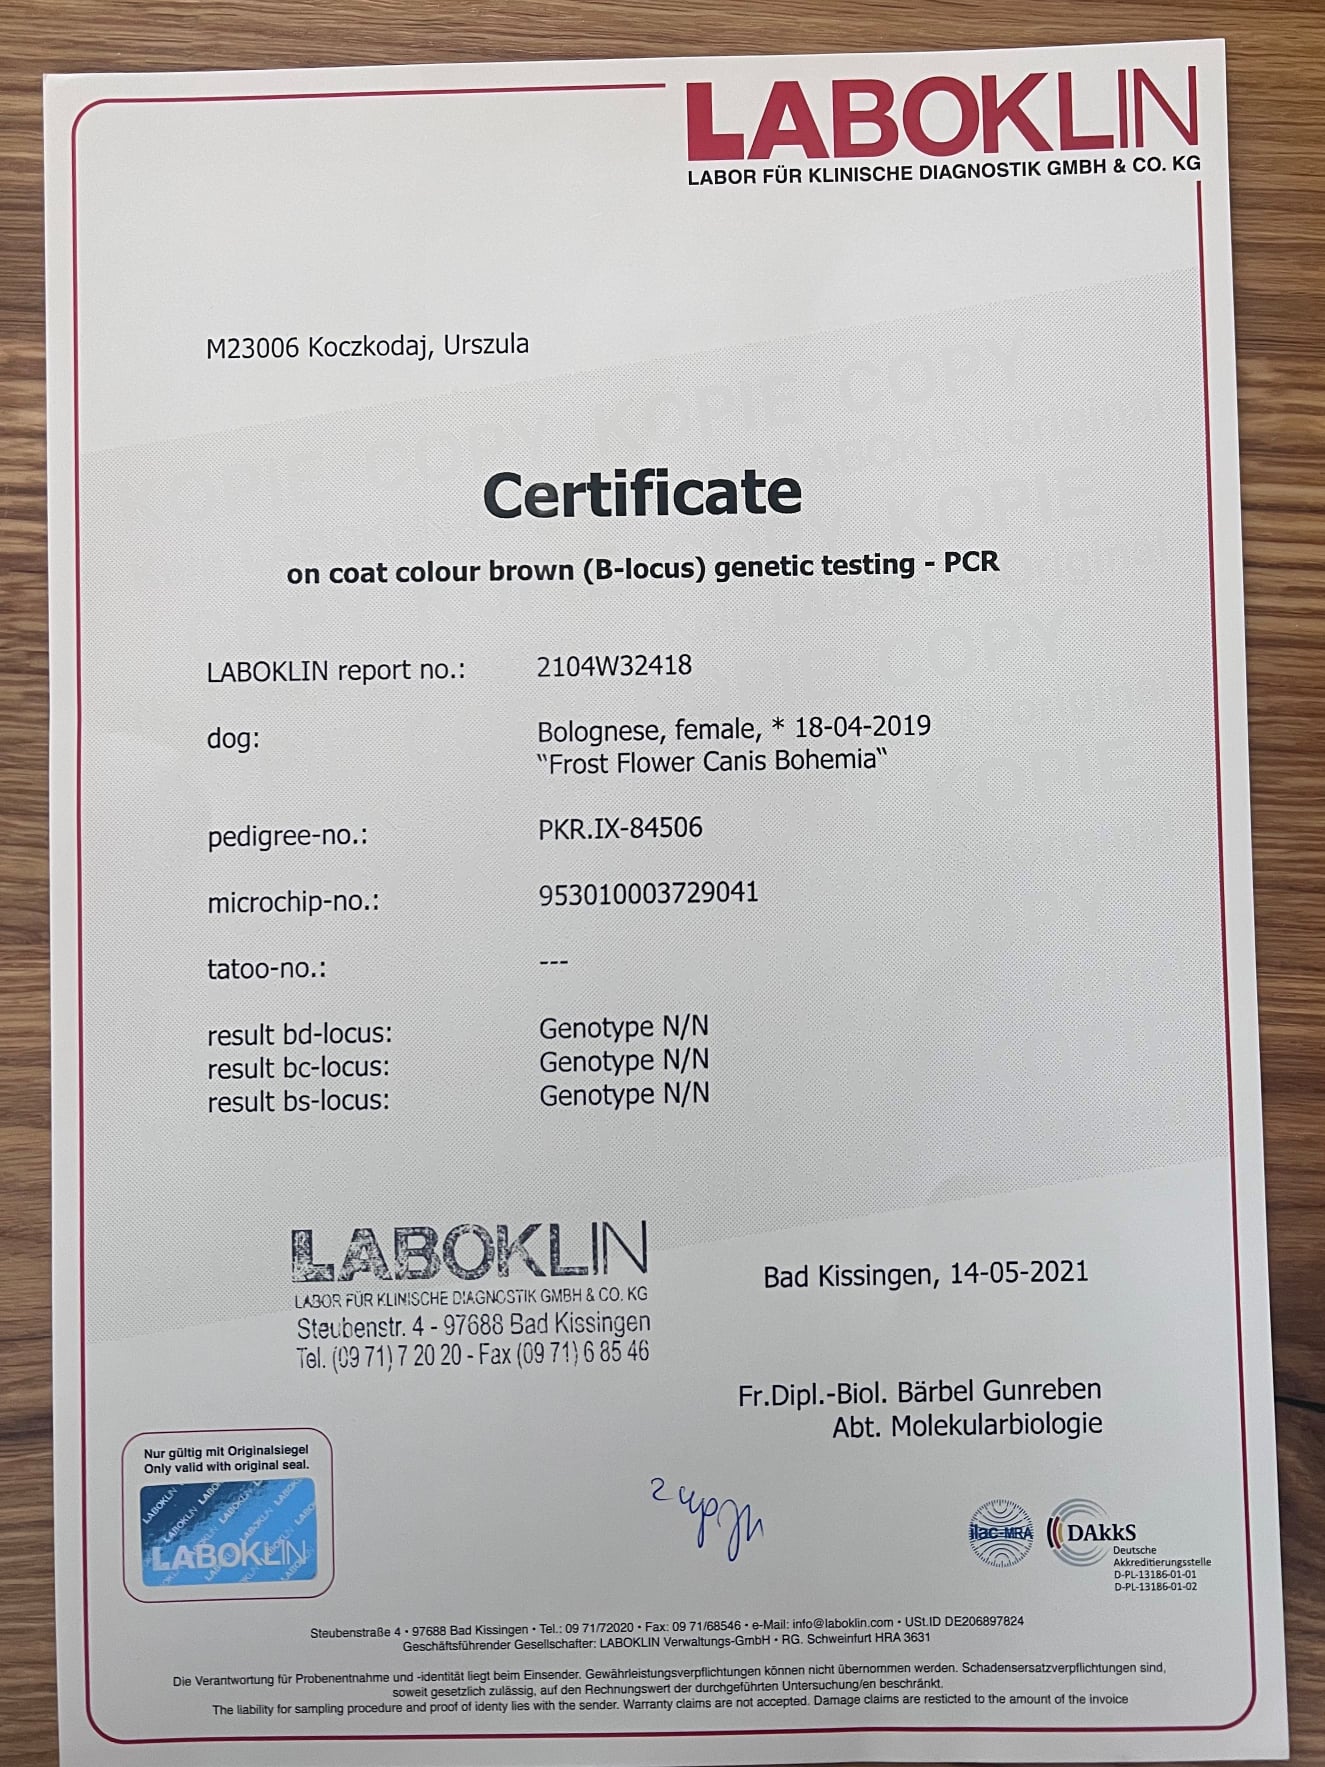 LABOKLIN
LABOR FÜR KLINISCHE DIAGNOSTIK GMBH & CO. KG
M23006 Koczkodaj, Urszula
KOPIE COPY KOPIE COPY
Certificate
on coat colour brown (B-locus) genetic testing - PCR
LABOKLIN report no.: 2104W32418
dog: Bolognese, female, * 18-04-2019
"Frost Flower Canis Bohemia"
pedigree-no.: PKR.IX-84506
microchip-no.: 953010003729041
tatoo-no.: ---
result bd-locus: Genotype N/N
result bc-locus: Genotype N/N
result bs-locus: Genotype N/N
LABOKLIN
LABOR FÜR KLINISCHE DIAGNOSTIK GMBH & CO. KG
Steubenstr. 4 - 97688 Bad Kissingen
Tel. (09 71) 7 20 20 - Fax (09 71) 6 85 46
Bad Kissingen, 14-05-2021
Fr.Dipl.-Biol. Bärbel Gunreben
Abt. Molekularbiologie
Nur gültig mit Originalsiegel
Only valid with original seal.
LABOKLIN
ilac-MRA
DAkkS
Deutsche
Akkreditierungsstelle
D-PL-13186-01-01
D-PL-13186-01-02
Steubenstraße 4 • 97688 Bad Kissingen • Tel.: 09 71/72020 • Fax: 09 71/68546 • e-Mail: info@laboklin.com • USt.ID DE206897824
Geschäftsführender Gesellschafter: LABOKLIN Verwaltungs-GmbH • RG. Schweinfurt HRA 3631
Die Verantwortung für Probenentnahme und -identität liegt beim Einsender. Gewährleistungsverpflichtungen können nicht übernommen werden. Schadensersatzverpflichtungen sind,
soweit gesetzlich zulässig, auf den Rechnungswert der durchgeführten Untersuchung/en beschränkt.
The liability for sampling procedure and proof of identy lies with the sender. Warranty claims are not accepted. Damage claims are resticted to the amount of the invoice